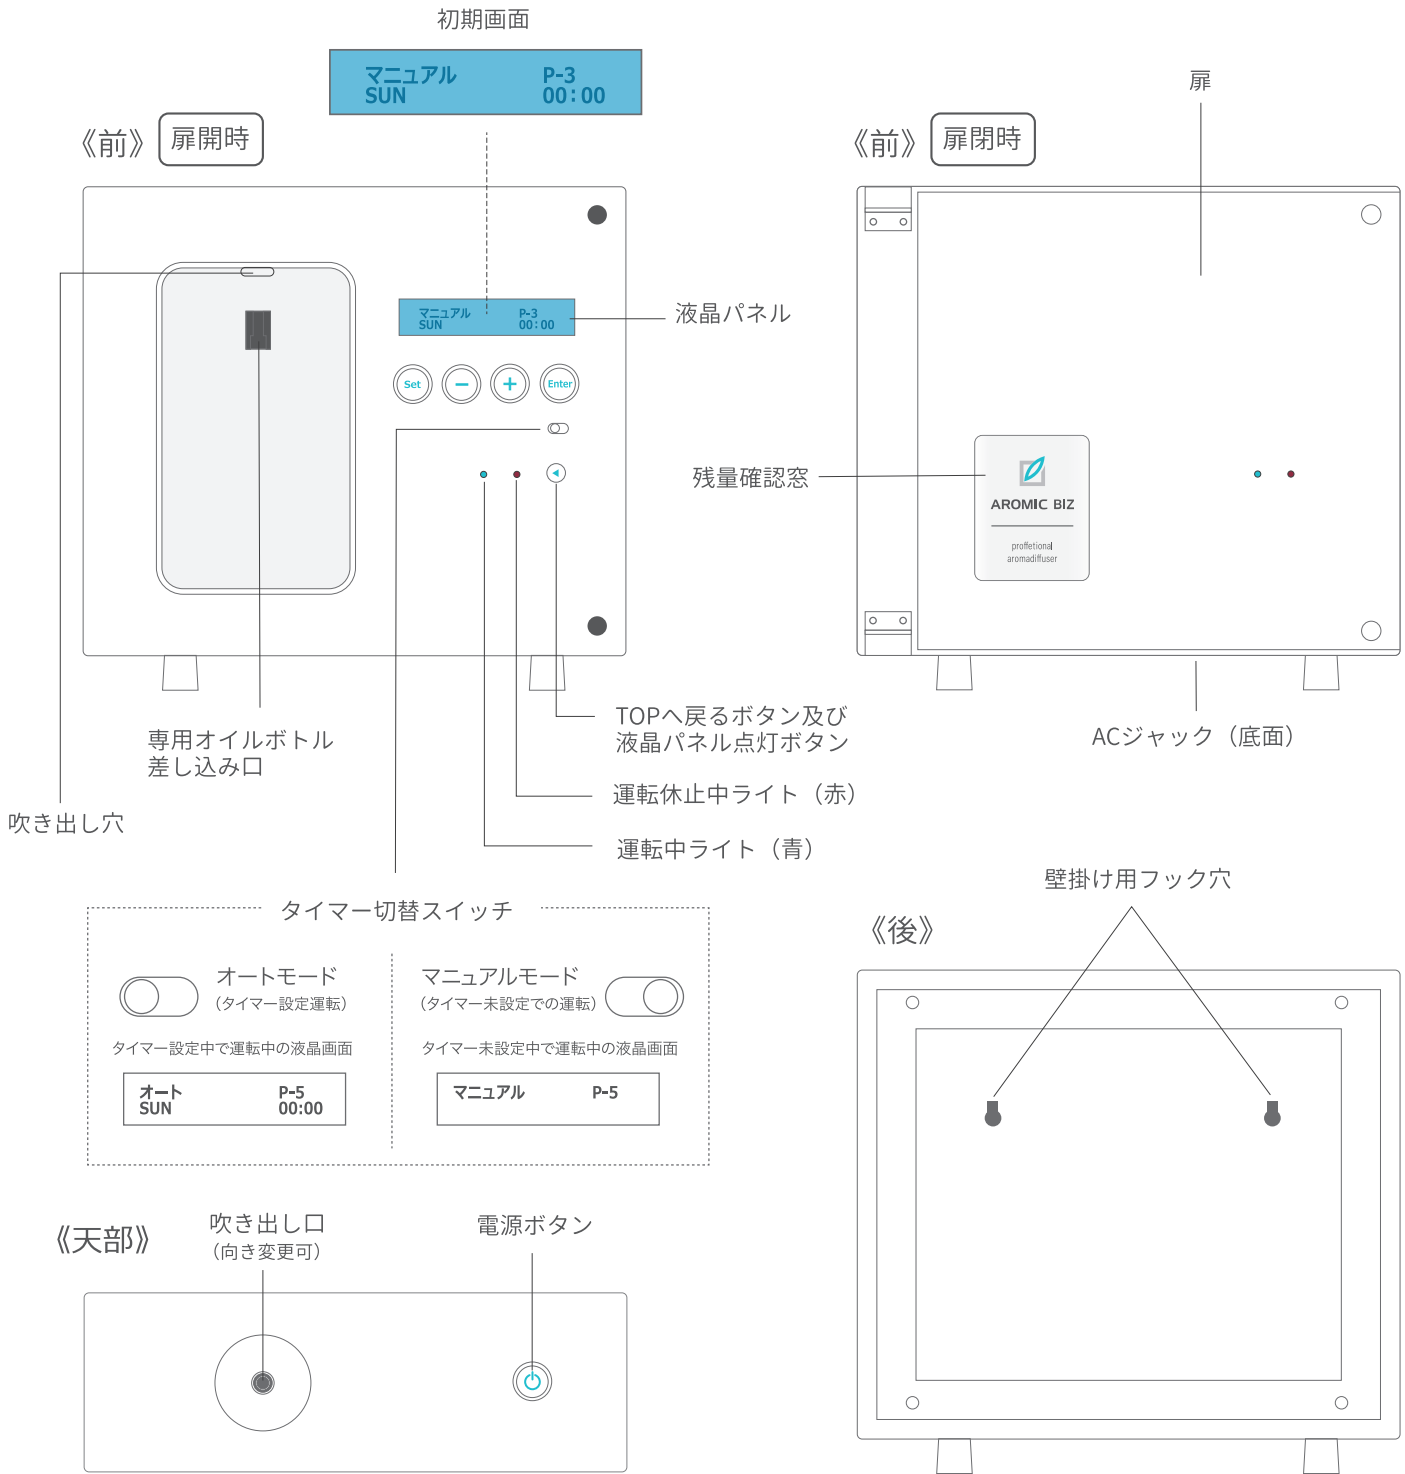 初期画面
マニュアル P-3
SUN 00:00
《前》 扉開時
マニュアル P-3
SUN 00:00
液晶パネル
Set − + Enter
専用オイルボトル
差し込み口
吹き出し穴
TOPへ戻るボタン及び
液晶パネル点灯ボタン
運転休止中ライト（赤）
運転中ライト（青）
《前》 扉閉時
扉
残量確認窓
AROMIC BIZ
proffetional
aromadiffuser
ACジャック（底面）
タイマー切替スイッチ
オートモード
（タイマー設定運転）
タイマー設定中で運転中の液晶画面
オート P-5
SUN 00:00
マニュアルモード
（タイマー未設定での運転）
タイマー未設定中で運転中の液晶画面
マニュアル P-5
《天部》
吹き出し口
（向き変更可）
電源ボタン
壁掛け用フック穴
《後》